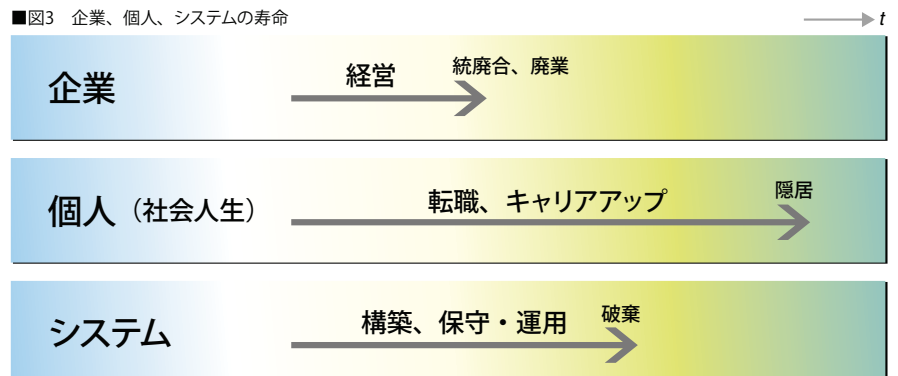 ■図3 企業、個人、システムの寿命
t
企業
経営
統廃合、廃業
個人（社会人生）
転職、キャリアアップ
隠居
システム
構築、保守・運用
破棄